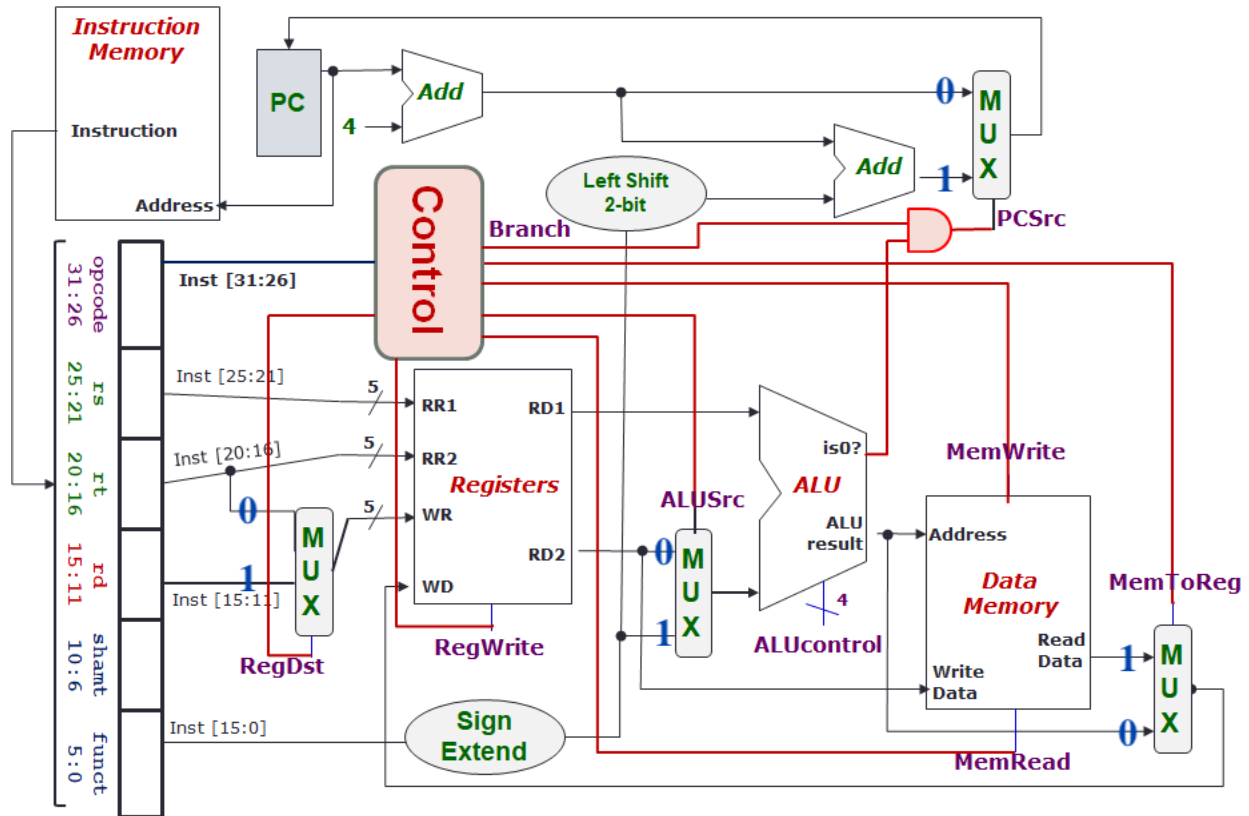 Instruction
Memory
Instruction
Address
PC
4
Add
0
M
U
X
Add
1
Left Shift
2-bit
PCSrc
Control
Branch
opcode
31:26
Inst [31:26]
rs
25:21
Inst [25:21]
5
RR1
RD1
rt
20:16
Inst [20:16]
5
RR2
Registers
0
5
WR
M
U
X
1
rd
15:11
Inst [15:11]
RD2
WD
RegDst
RegWrite
is0?
ALU
ALU
result
4
ALUcontrol
ALUSrc
0
M
U
X
1
MemWrite
Address
Data
Memory
Read
Data
Write
Data
MemRead
MemToReg
1
M
U
X
0
shamt
10:6
funct
5:0
Inst [15:0]
Sign
Extend